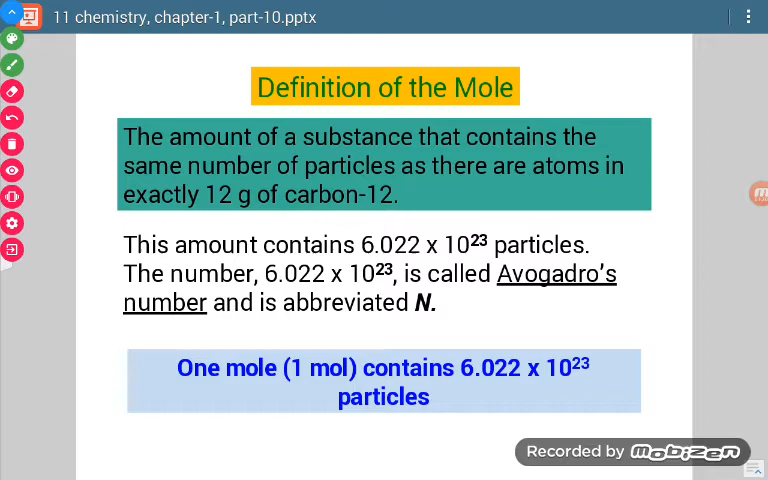 11 chemistry, chapter-1, part-10.pptx
Definition of the Mole
The amount of a substance that contains the
same number of particles as there are atoms in
exactly 12 g of carbon-12.
This amount contains 6.022 x 10²³ particles.
The number, 6.022 x 10²³, is called Avogadro's
number and is abbreviated N.
One mole (1 mol) contains 6.022 x 10²³
particles
Recorded by mobizen